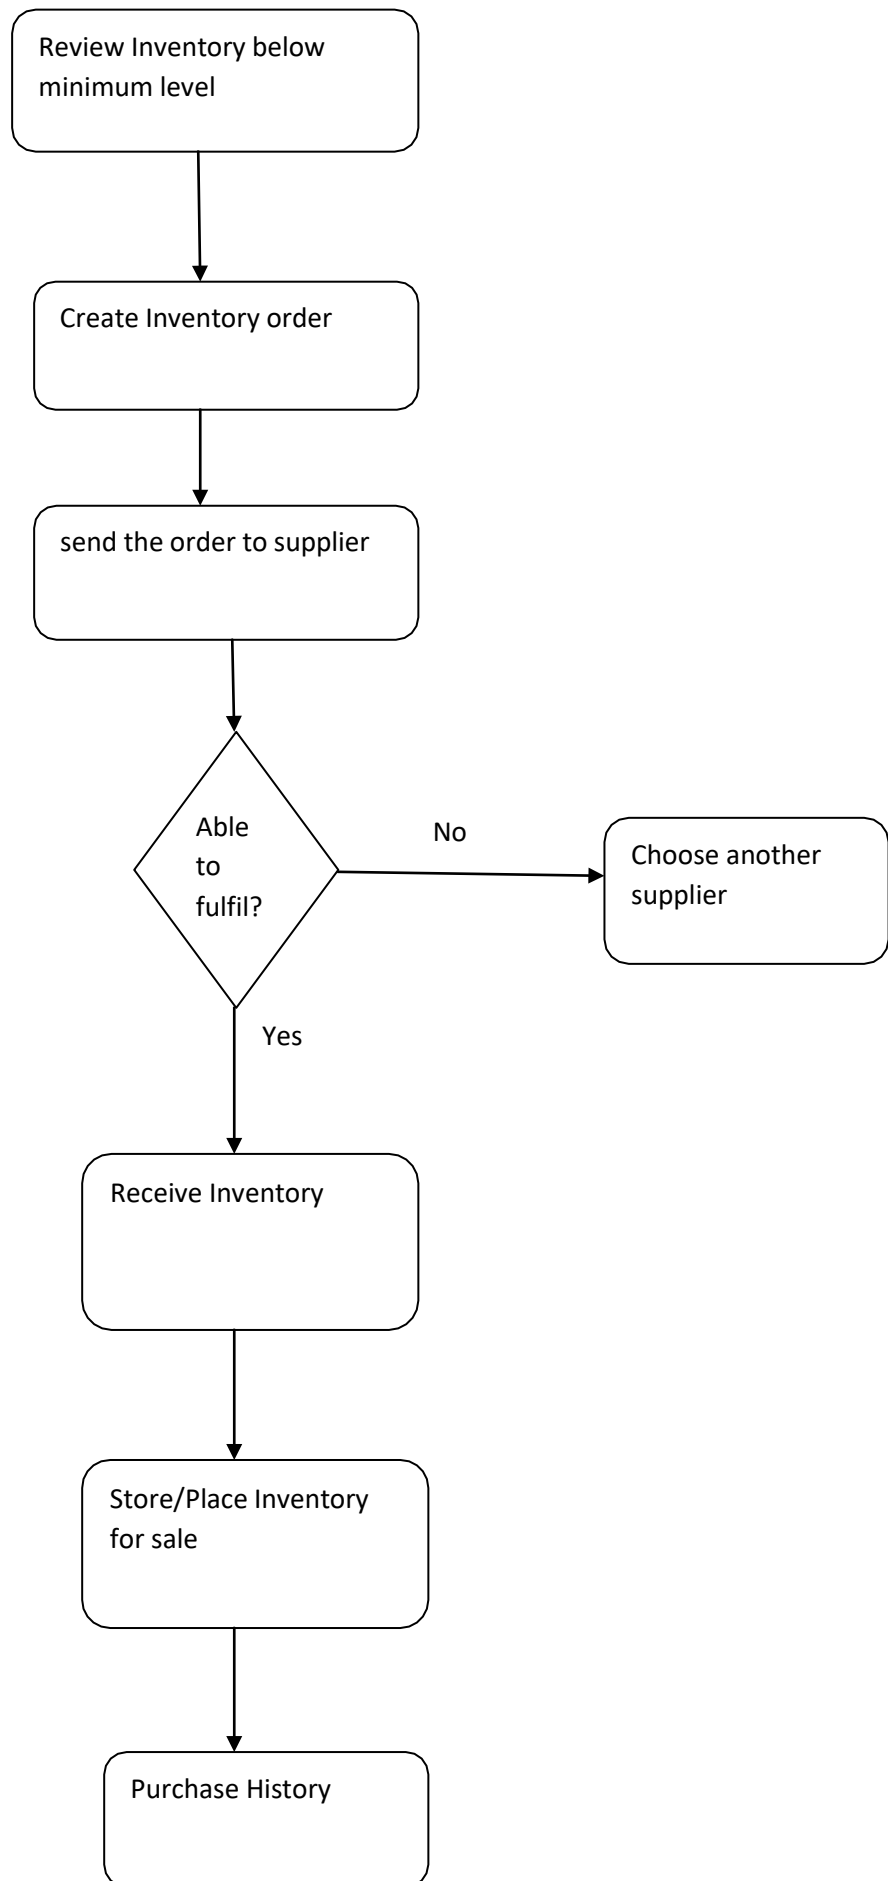 Review Inventory below
minimum level
Create Inventory order
send the order to supplier
Able
to
fulfil?
No
Choose another
supplier
Yes
Receive Inventory
Store/Place Inventory
for sale
Purchase History